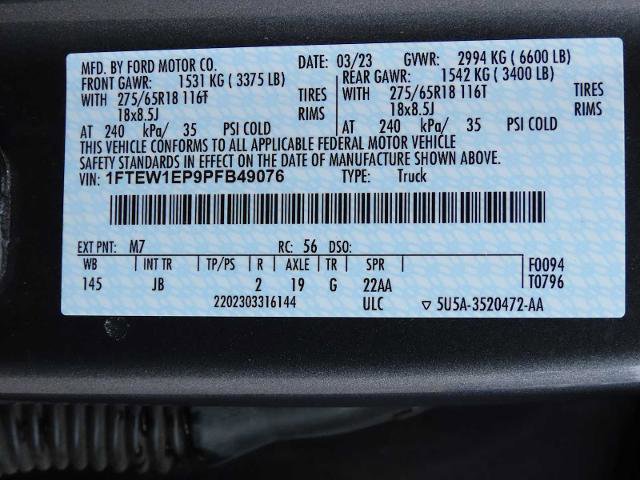 MFD. BY FORD MOTOR CO. DATE: 03/23 GVWR: 2994 KG (6600 LB)
FRONT GAWR: 1531 KG (3375 LB) REAR GAWR: 1542 KG (3400 LB)
WITH 275/65R18 116T TIRES WITH 275/65R18 116T TIRES
18x8.5J RIMS 18x8.5J RIMS
AT 240 kPa/ 35 PSI COLD AT 240 kPa/ 35 PSI COLD
THIS VEHICLE CONFORMS TO ALL APPLICABLE FEDERAL MOTOR VEHICLE
SAFETY STANDARDS IN EFFECT ON THE DATE OF MANUFACTURE SHOWN ABOVE.
VIN: 1FTEW1EP9PFB49076 TYPE: Truck
EXT PNT: M7 RC: 56 DSO:
WB INT TR TP/PS R AXLE TR SPR F0094
145 JB 2 19 G 22AA T0796
2202303316144 ULC ▽ 5U5A-3520472-AA